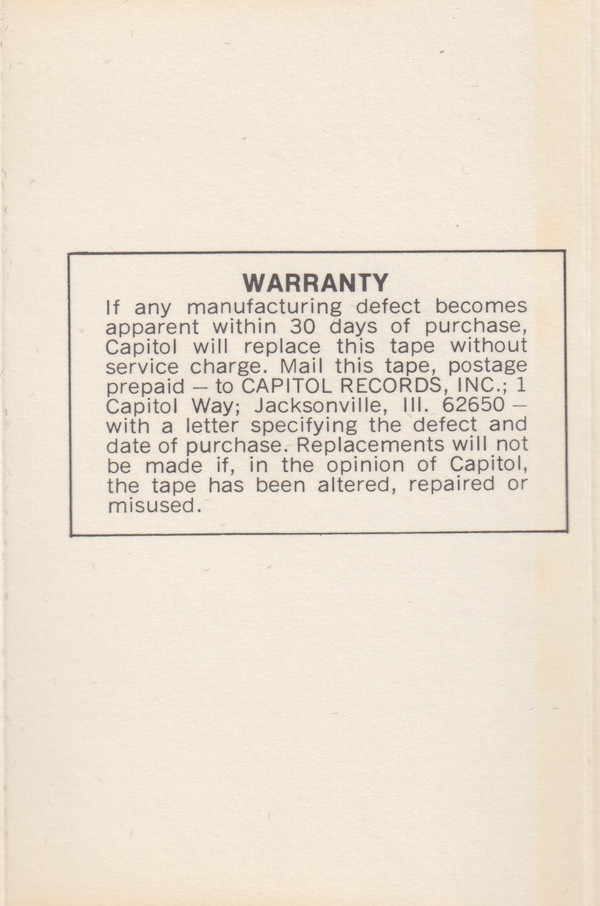 WARRANTY
If any manufacturing defect becomes
apparent within 30 days of purchase,
Capitol will replace this tape without
service charge. Mail this tape, postage
prepaid — to CAPITOL RECORDS, INC.; 1
Capitol Way; Jacksonville, Ill. 62650 —
with a letter specifying the defect and
date of purchase. Replacements will not
be made if, in the opinion of Capitol,
the tape has been altered, repaired or
misused.